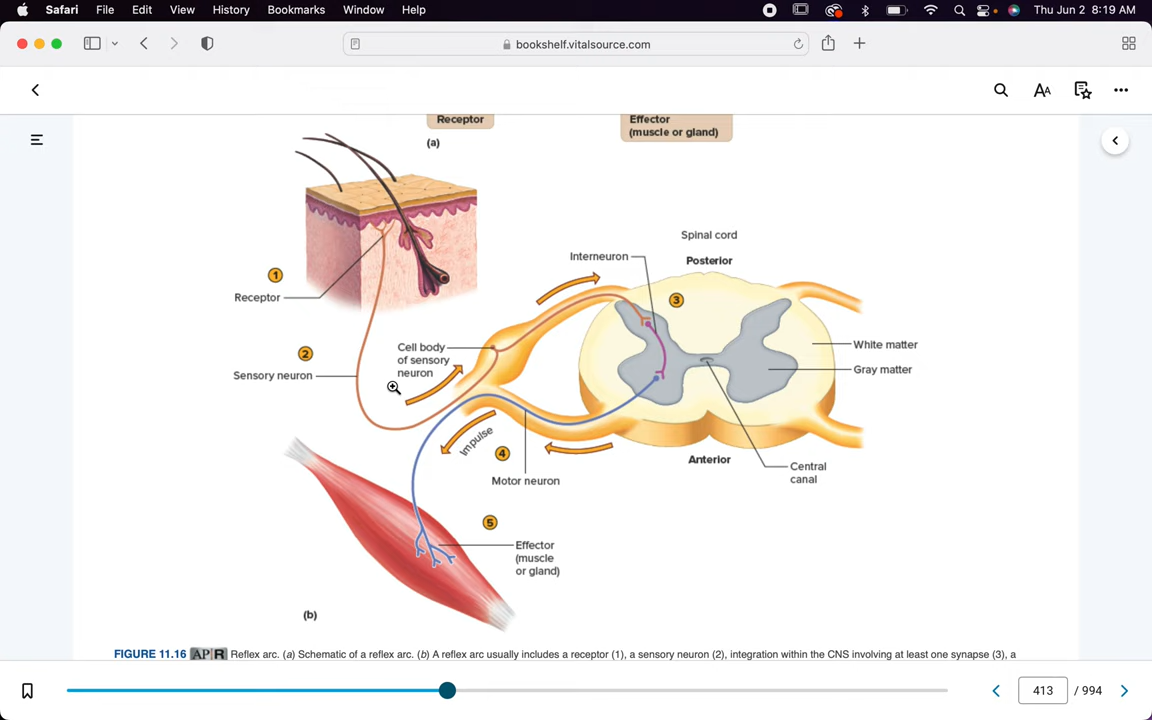 Safari File Edit View History Bookmarks Window Help Thu Jun 2 8:19 AM
bookshelf.vitalsource.com
AA
Receptor
Effector
(muscle or gland)
(a)
Spinal cord
Interneuron
Posterior
1
3
Receptor
Cell body
of sensory
neuron
2
White matter
Sensory neuron
Gray matter
Impulse
4
Anterior
Central
canal
Motor neuron
5
Effector
(muscle
or gland)
(b)
FIGURE 11.16 AP|R Reflex arc. (a) Schematic of a reflex arc. (b) A reflex arc usually includes a receptor (1), a sensory neuron (2), integration within the CNS involving at least one synapse (3), a
413 / 994